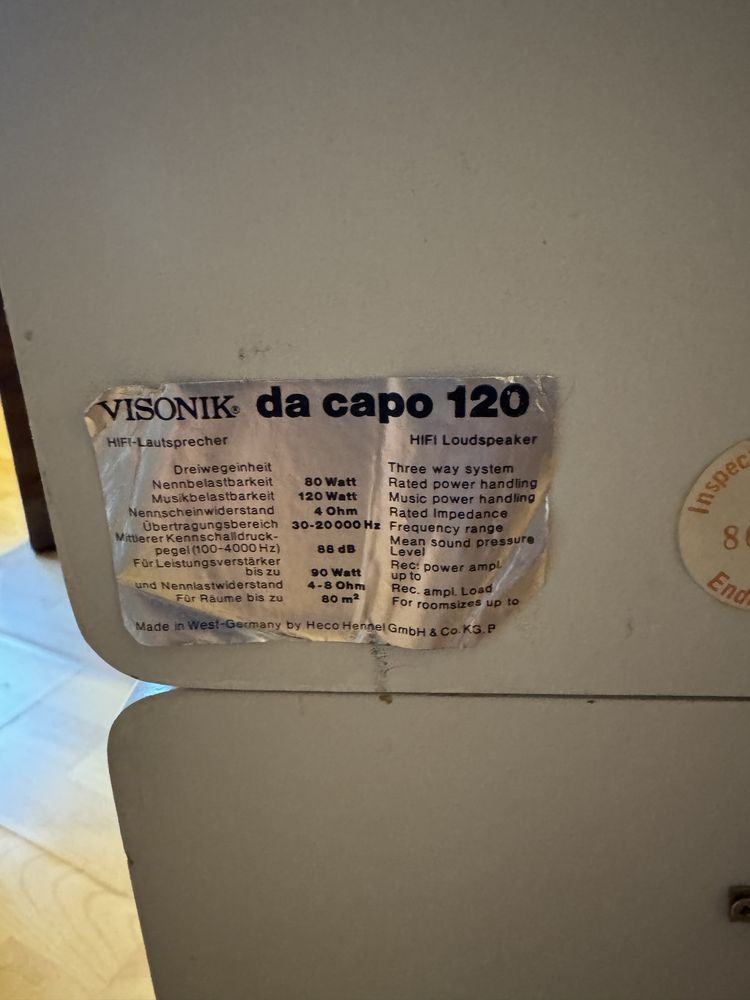 VISONIK® da capo 120
HIFI-Lautsprecher HIFI Loudspeaker
Dreiwegeinheit Three way system
Nennbelastbarkeit 80 Watt Rated power handling
Musikbelastbarkeit 120 Watt Music power handling
Nennscheinwiderstand 4 Ohm Rated Impedance
Übertragungsbereich 30-20000 Hz Frequency range
Mittlerer Kennschalldruck- Mean sound pressure
pegel (100-4000 Hz) 88 dB Level
Für Leistungsverstärker Rec. power ampl.
bis zu 90 Watt up to
und Nennlastwiderstand 4-8 Ohm Rec. ampl. Load
Für Räume bis zu 80 m² For roomsizes up to
Made in West-Germany by Heco Hennel GmbH & Co. KG. P
Inspec
8
End